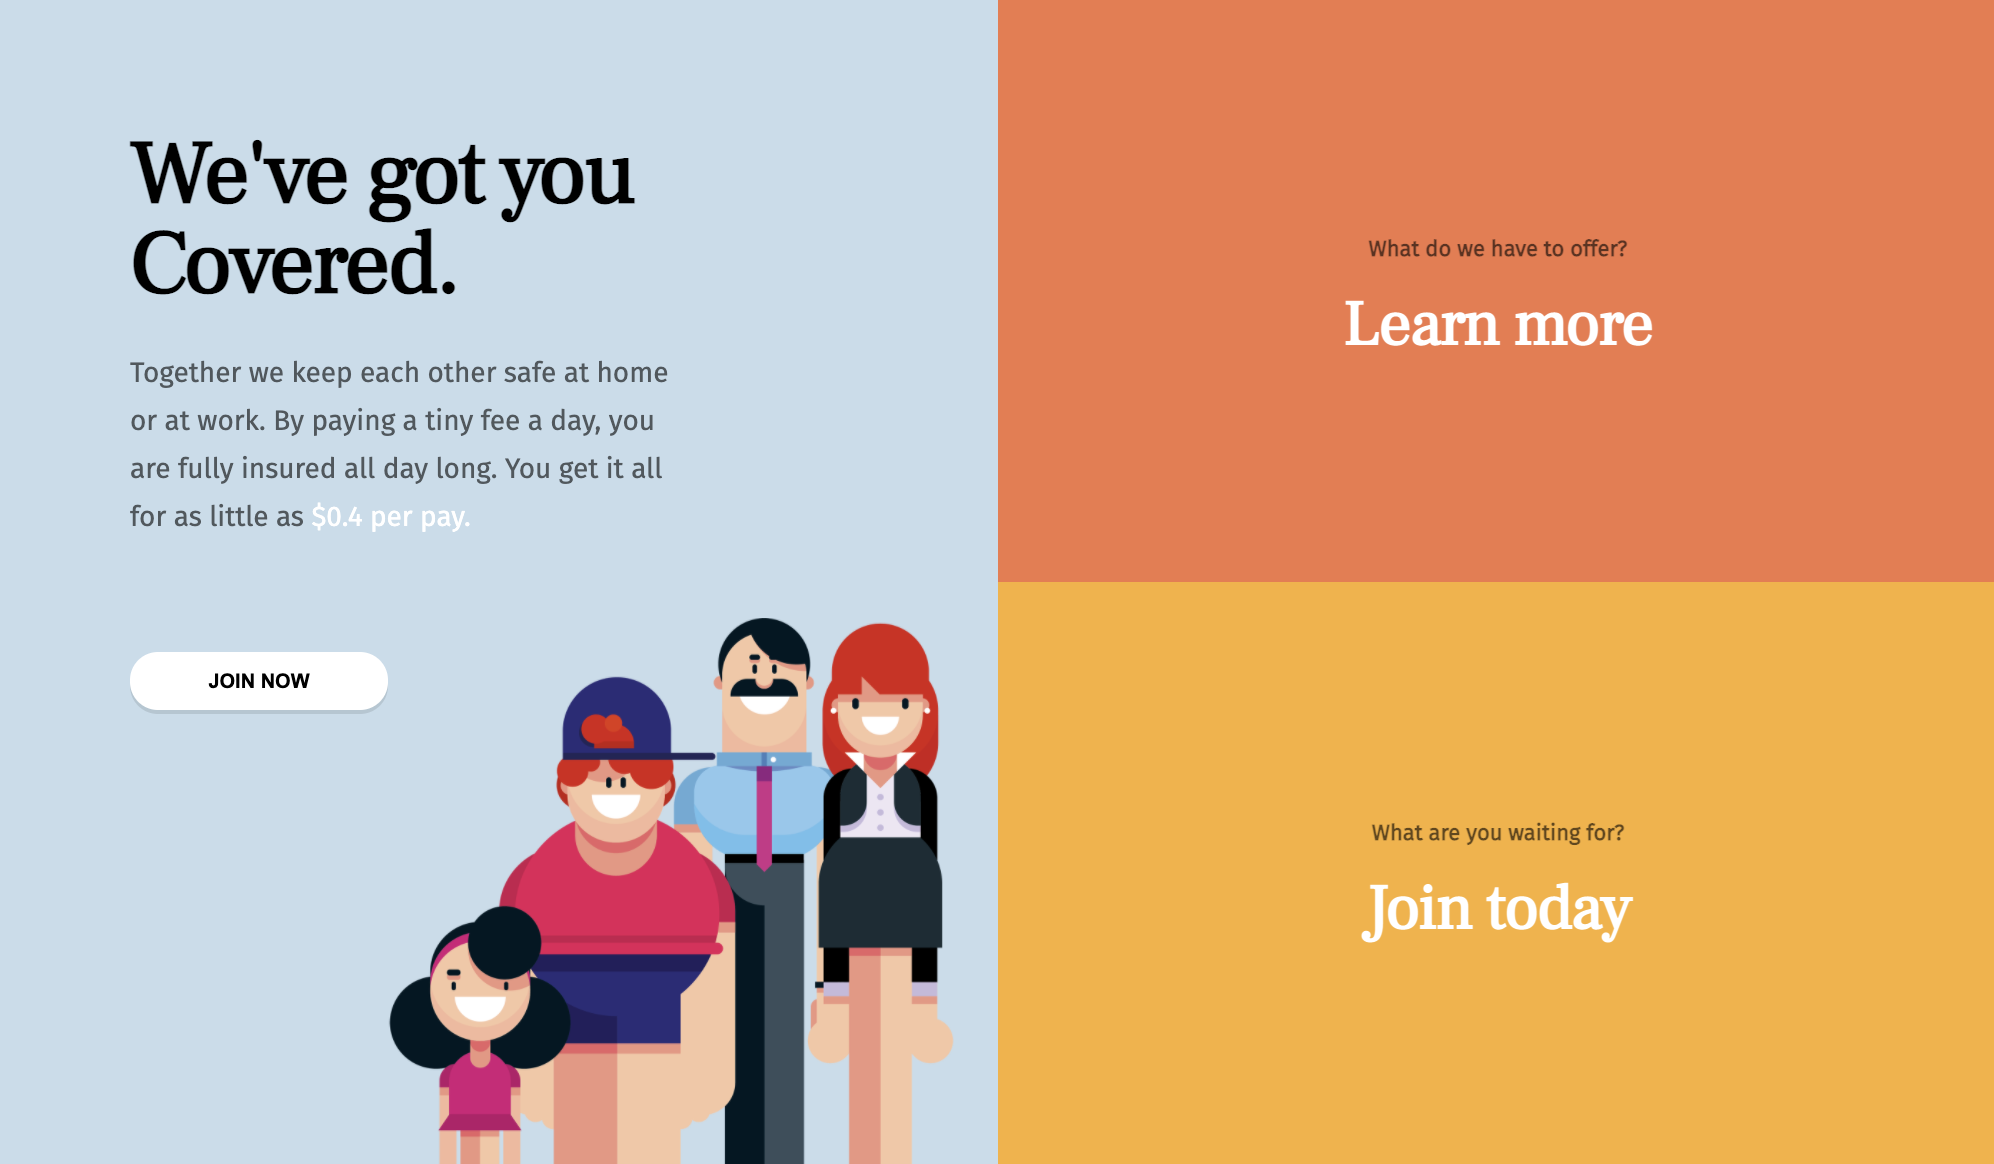 We've got you
Covered.
Together we keep each other safe at home
or at work. By paying a tiny fee a day, you
are fully insured all day long. You get it all
for as little as $0.4 per pay.
JOIN NOW
What do we have to offer?
Learn more
What are you waiting for?
Join today